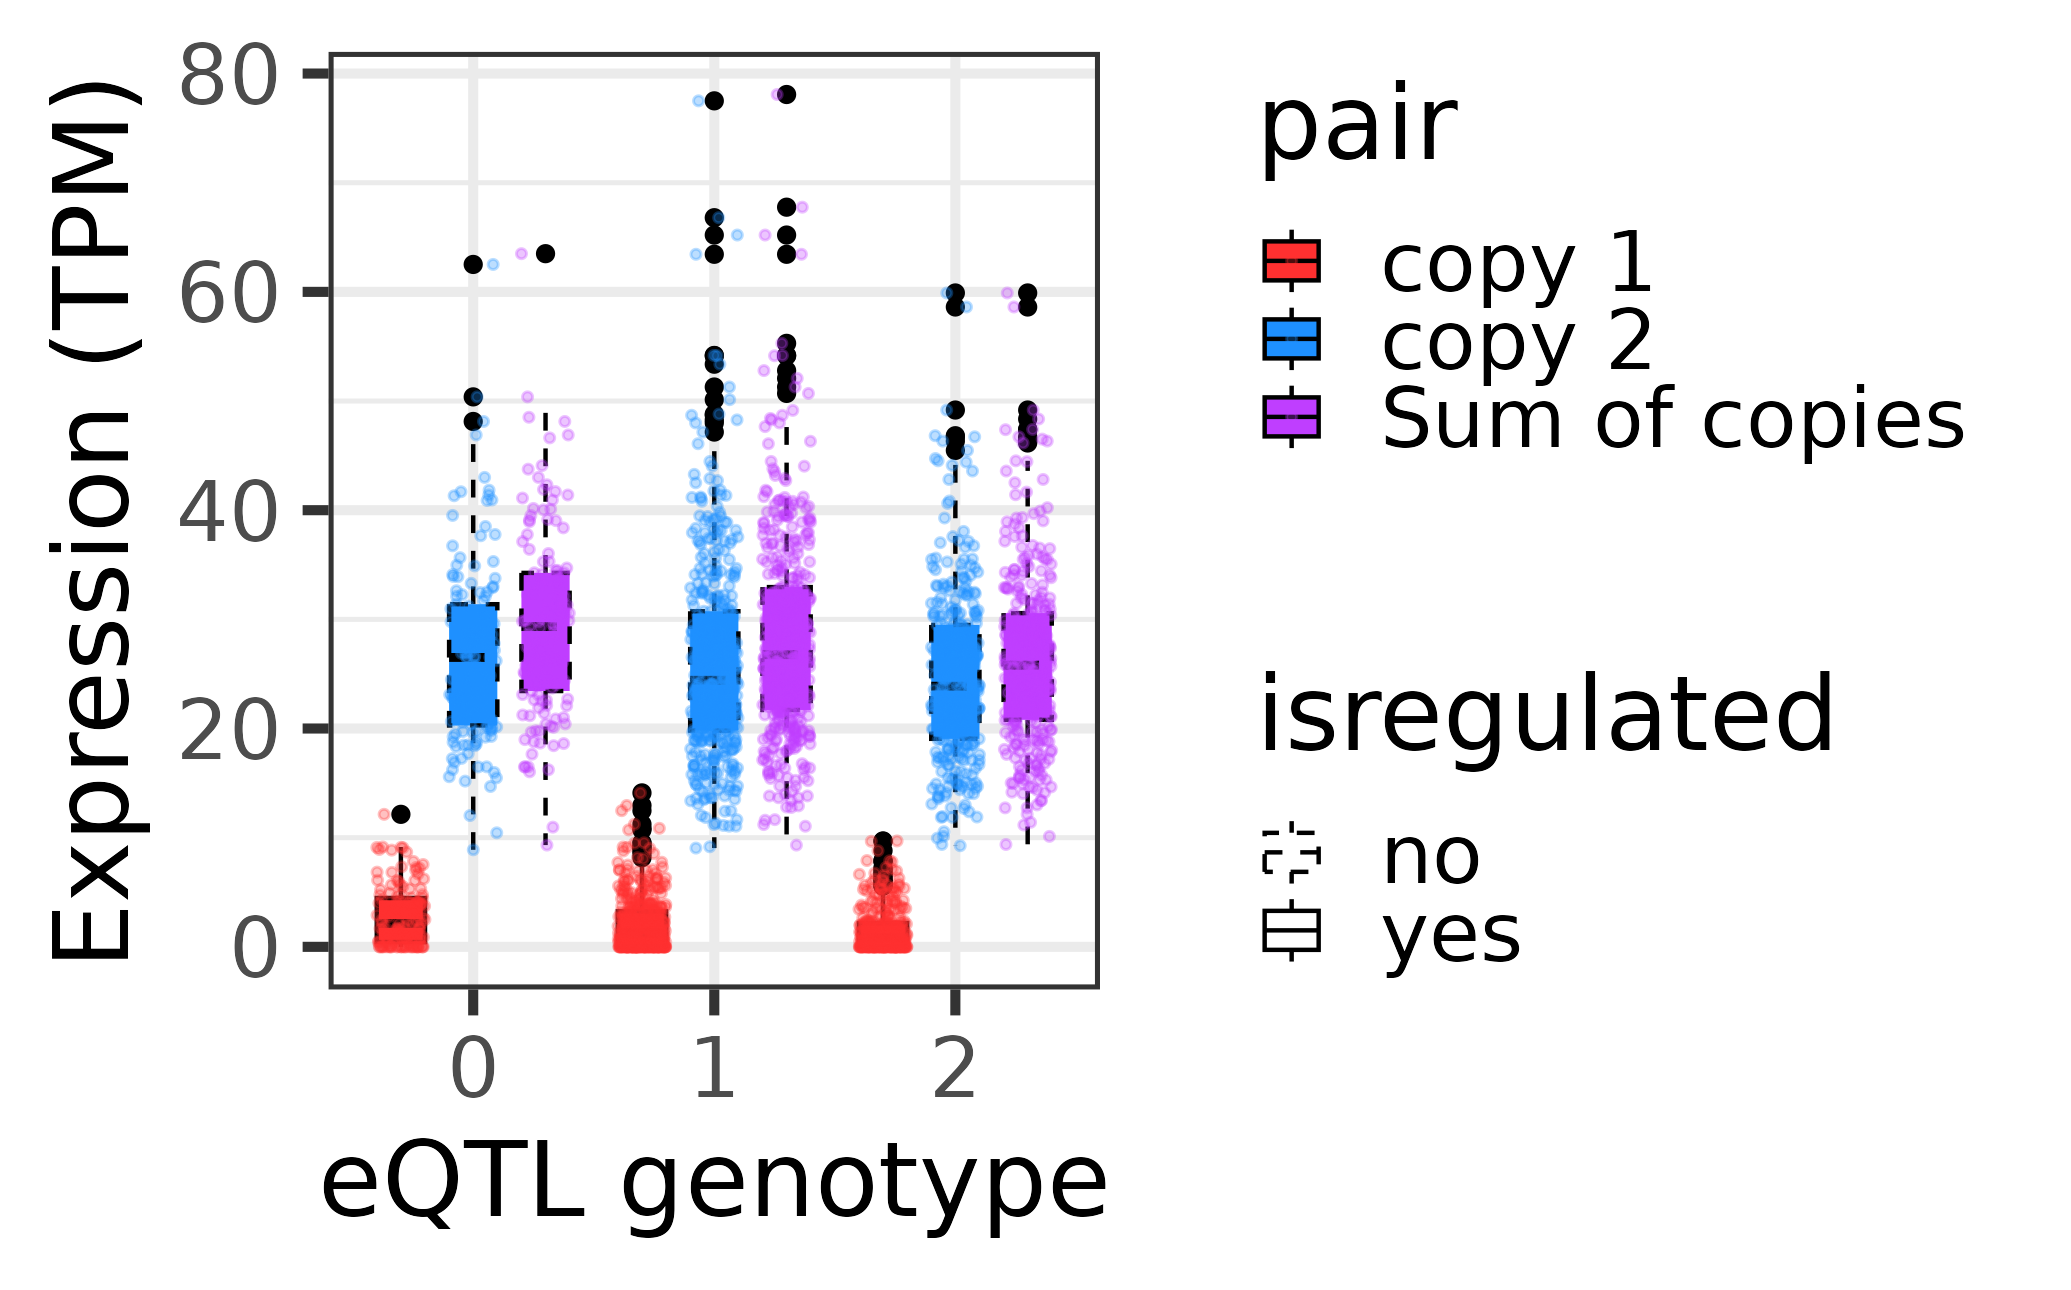 80
60
40
20
0
Expression (TPM)
0 1 2
eQTL genotype
pair
copy 1
copy 2
Sum of copies
isregulated
no
yes